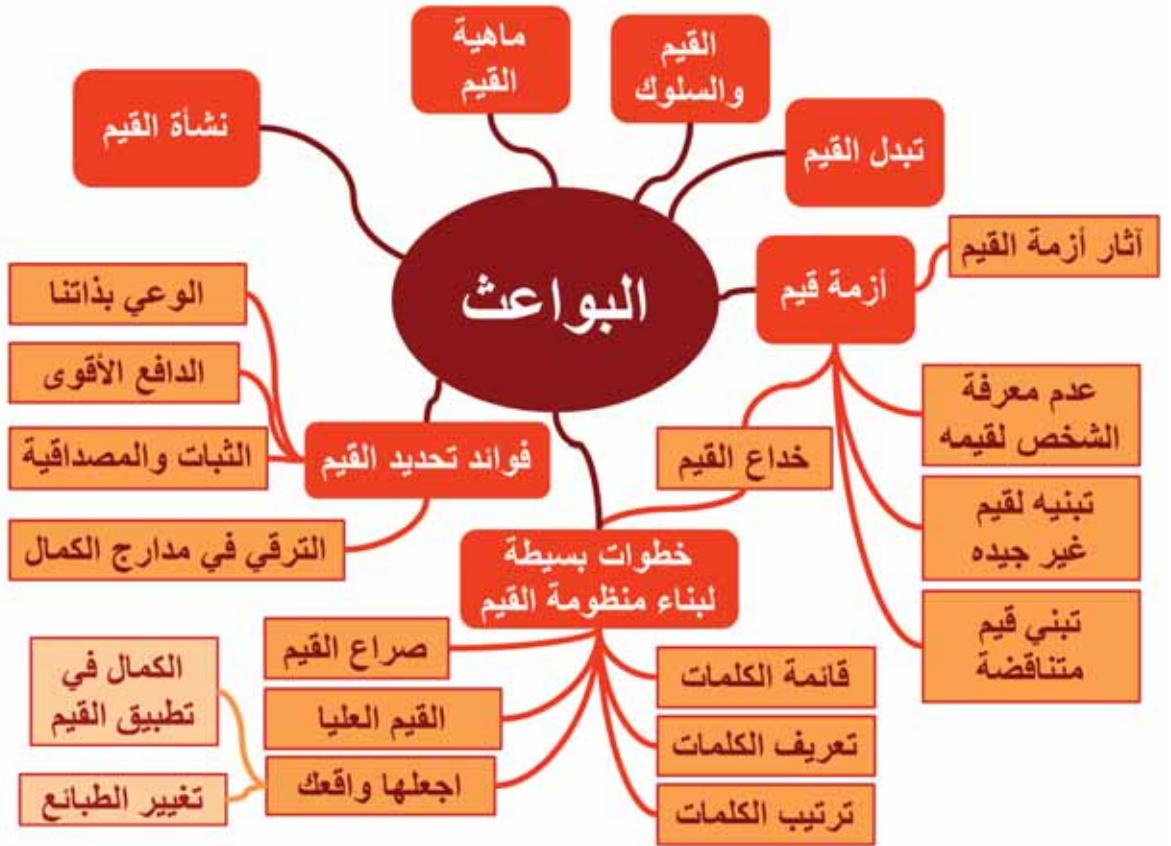 البواعث
ماهية
القيم
القيم
والسلوك
تبدل القيم
نشأة القيم
أزمة قيم
آثار أزمة القيم
عدم معرفة
الشخص لقيمه
تبنيه لقيم
غير جيده
تبني قيم
متناقضة
خداع القيم
خطوات بسيطة
لبناء منظومة القيم
قائمة الكلمات
تعريف الكلمات
ترتيب الكلمات
صراع القيم
القيم العليا
اجعلها واقعك
الكمال في
تطبيق القيم
تغيير الطبائع
فوائد تحديد القيم
الوعي بذاتنا
الدافع الأقوى
الثبات والمصداقية
الترقي في مدارج الكمال